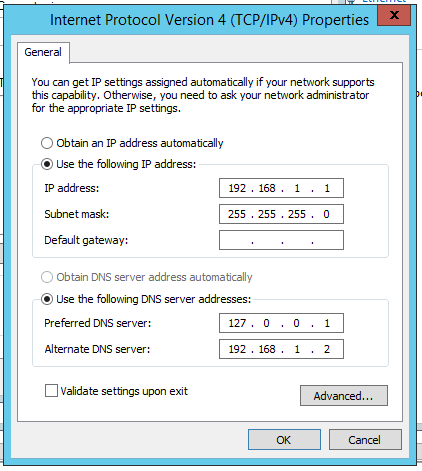 Ethernet
Internet Protocol Version 4 (TCP/IPv4) Properties
x
General
You can get IP settings assigned automatically if your network supports
this capability. Otherwise, you need to ask your network administrator
for the appropriate IP settings.
Obtain an IP address automatically
Use the following IP address:
IP address: 192 . 168 . 1 . 1
Subnet mask: 255 . 255 . 255 . 0
Default gateway: . . .
Obtain DNS server address automatically
Use the following DNS server addresses:
Preferred DNS server: 127 . 0 . 0 . 1
Alternate DNS server: 192 . 168 . 1 . 2
Validate settings upon exit
Advanced...
OK Cancel